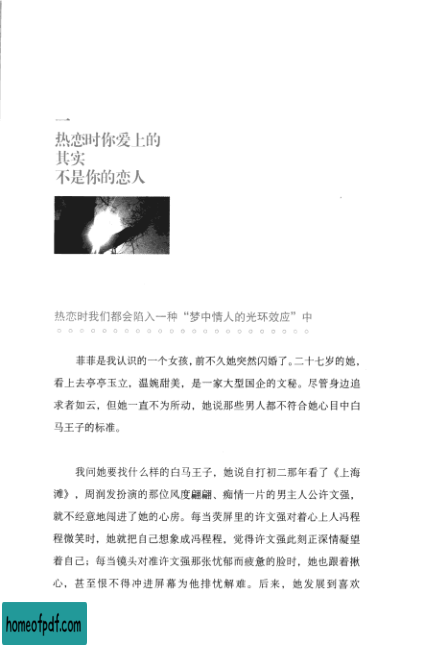 一
热恋时你爱上的
其实
不是你的恋人
热恋时我们都会陷入一种“梦中情人的光环效应”中
菲菲是我认识的一个女孩，前不久她突然闪婚了。二十七岁的她，
看上去亭亭玉立，温婉甜美，是一家大型国企的文秘。尽管身边追
求者如云，但她一直不为所动，她说那些男人都不符合她心目中白
马王子的标准。
我问她要找什么样的白马王子，她说自打初二那年看了《上海
滩》，周润发扮演的那位风度翩翩、痴情一片的男主人公许文强，
就不经意地闯进了她的心房。每当荧屏里的许文强对着心上人冯程
程微笑时，她就把自己想象成冯程程，觉得许文强此刻正深情凝望
着自己；每当镜头对准许文强那张忧郁而疲惫的脸时，她也跟着揪
心，甚至恨不得冲进屏幕为他排忧解难。后来，她发展到喜欢
homeofpdf.com